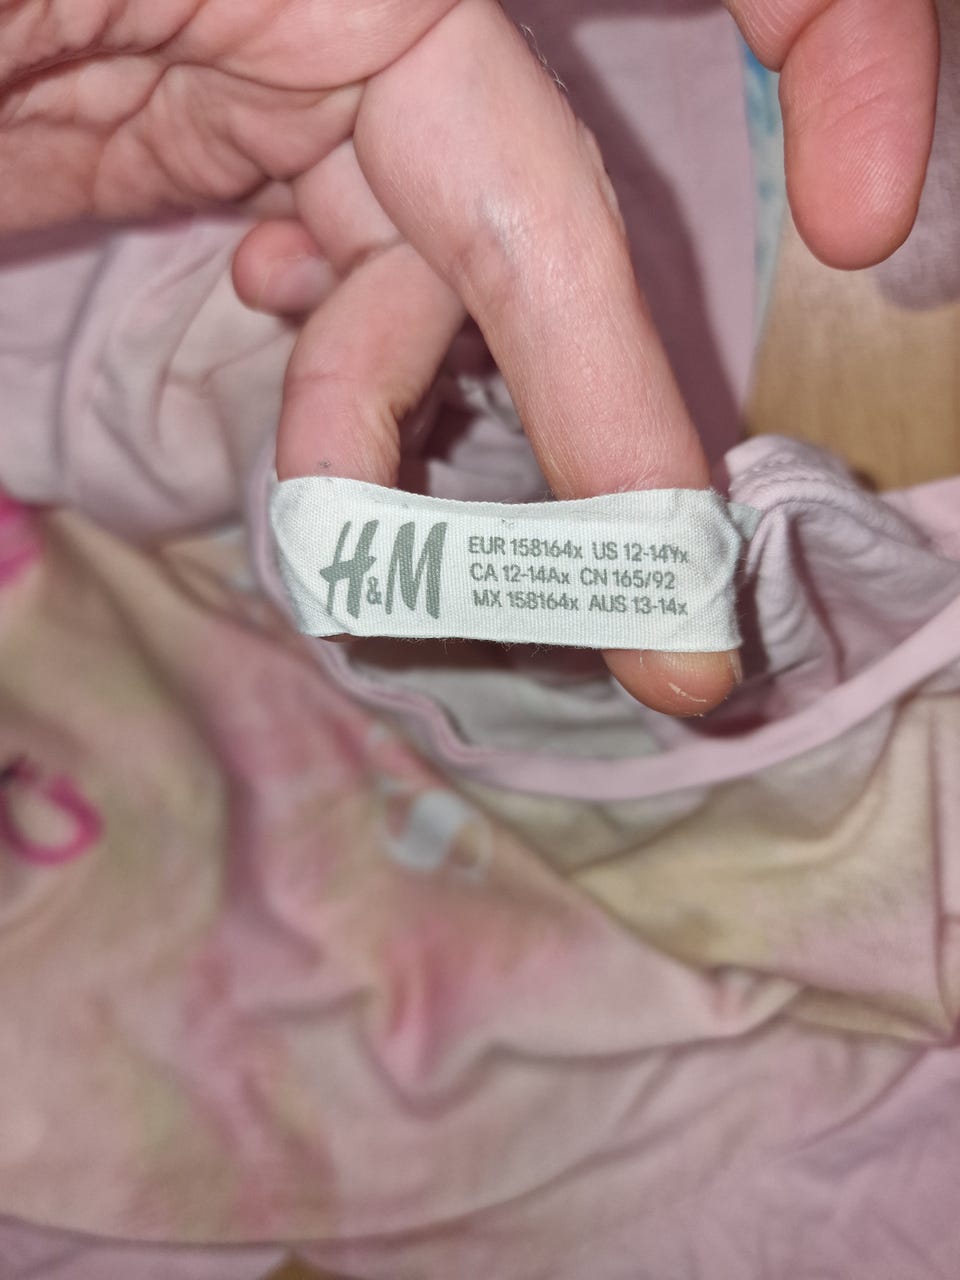 H&M
EUR 158164x US 12-14Yx
CA 12-14Ax CN 165/92
MX 158164x AUS 13-14x